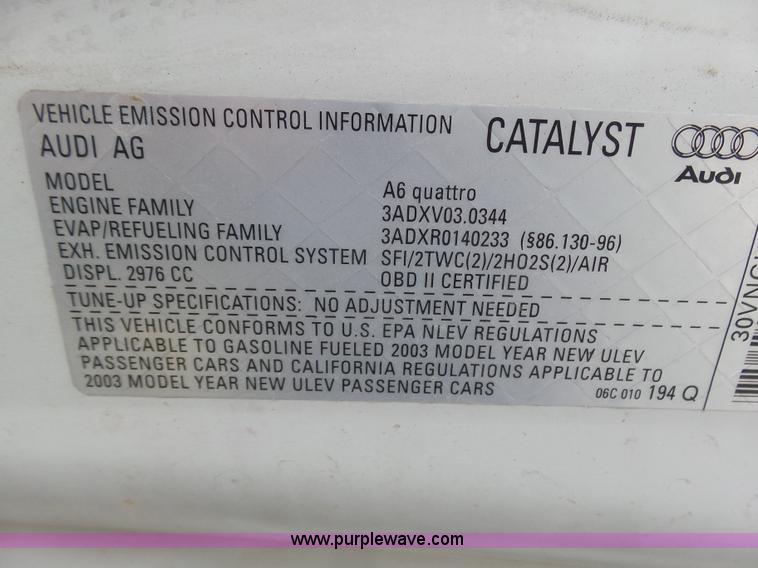 VEHICLE EMISSION CONTROL INFORMATION CATALYST
AUDI AG
Audi
MODEL A6 quattro
ENGINE FAMILY 3ADXV03.0344
EVAP/REFUELING FAMILY 3ADXR0140233 (§86.130-96)
EXH. EMISSION CONTROL SYSTEM SFI/2TWC(2)/2HO2S(2)/AIR
DISPL. 2976 CC OBD II CERTIFIED
TUNE-UP SPECIFICATIONS: NO ADJUSTMENT NEEDED
THIS VEHICLE CONFORMS TO U.S. EPA NLEV REGULATIONS
APPLICABLE TO GASOLINE FUELED 2003 MODEL YEAR NEW ULEV
PASSENGER CARS AND CALIFORNIA REGULATIONS APPLICABLE TO
2003 MODEL YEAR NEW ULEV PASSENGER CARS
06C 010 194 Q
www.purplewave.com